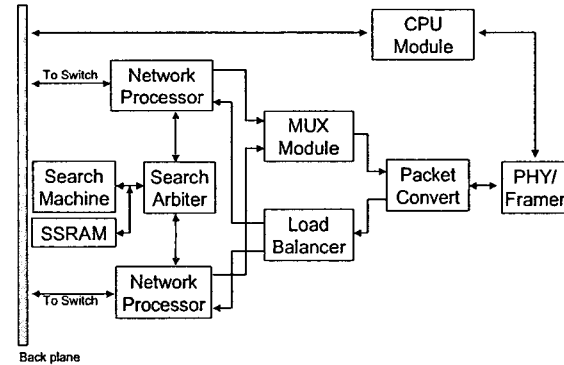 CPU
Module
To Switch
Network
Processor
MUX
Module
Search
Machine
Search
Arbiter
Packet
Convert
PHY/
Framer
SSRAM
Load
Balancer
To Switch
Network
Processor
Back plane